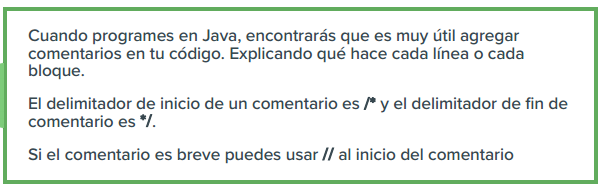 Cuando programes en Java, encontrarás que es muy útil agregar
comentarios en tu código. Explicando qué hace cada línea o cada
bloque.
El delimitador de inicio de un comentario es /* y el delimitador de fin de
comentario es */.
Si el comentario es breve puedes usar // al inicio del comentario